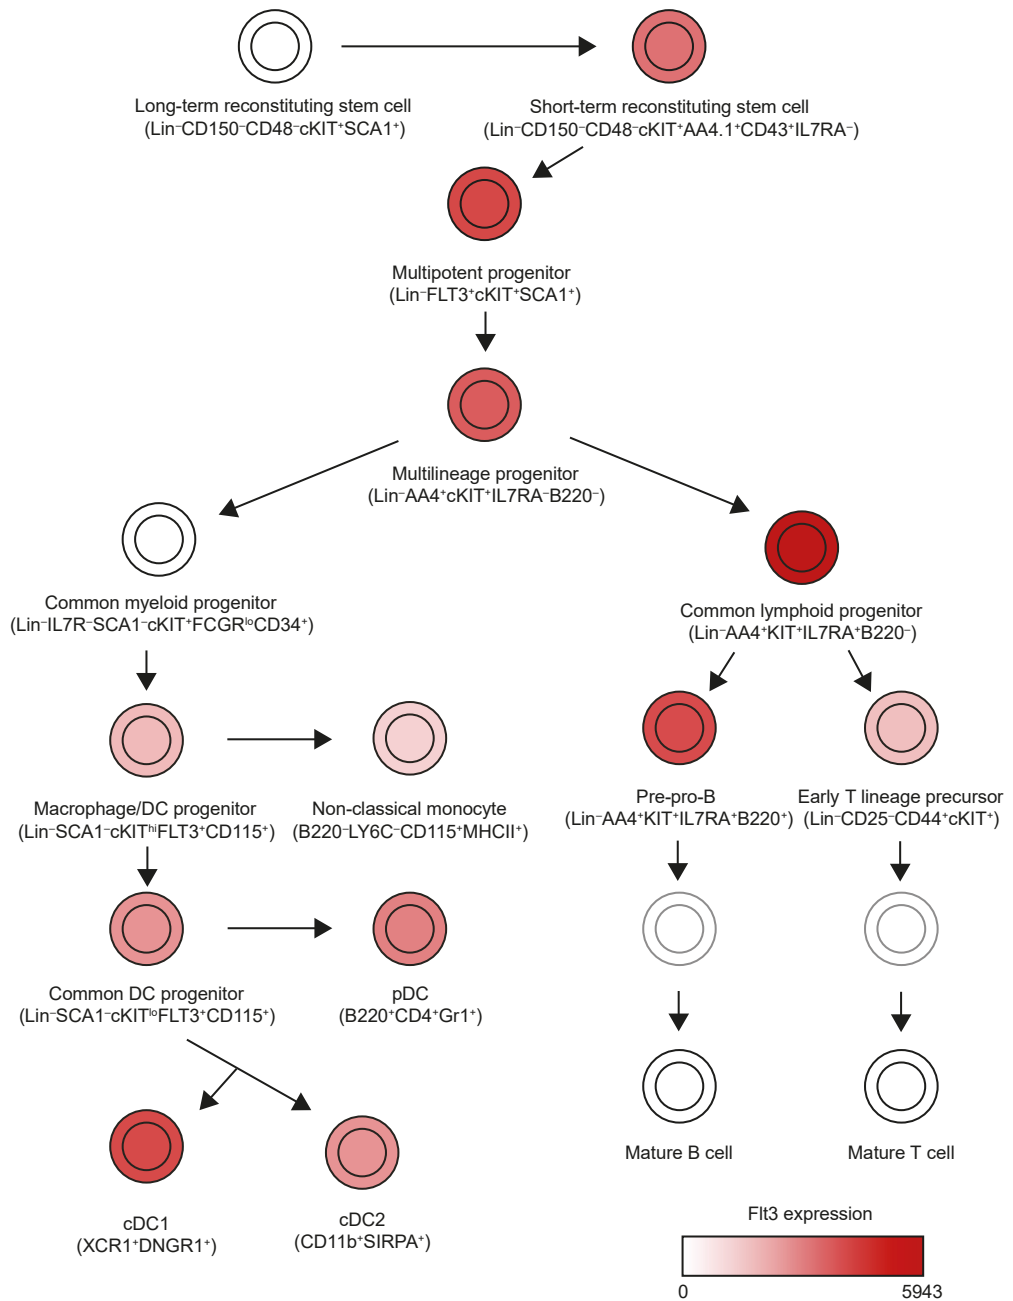 Long-term reconstituting stem cell
(Lin⁻CD150⁻CD48⁻cKIT⁺SCA1⁺)
Short-term reconstituting stem cell
(Lin⁻CD150⁻CD48⁻cKIT⁺AA4.1⁺CD43⁺IL7RA⁻)
Multipotent progenitor
(Lin⁻FLT3⁺cKIT⁺SCA1⁺)
Multilineage progenitor
(Lin⁻AA4⁺cKIT⁺IL7RA⁻B220⁻)
Common myeloid progenitor
(Lin⁻IL7R⁻SCA1⁻cKIT⁺FCGRˡᵒCD34⁺)
Common lymphoid progenitor
(Lin⁻AA4⁺KIT⁺IL7RA⁺B220⁻)
Macrophage/DC progenitor
(Lin⁻SCA1⁻cKITʰⁱFLT3⁺CD115⁺)
Non-classical monocyte
(B220⁻LY6C⁻CD115⁺MHCII⁺)
Pre-pro-B
(Lin⁻AA4⁺KIT⁺IL7RA⁺B220⁺)
Early T lineage precursor
(Lin⁻CD25⁻CD44⁺cKIT⁺)
Common DC progenitor
(Lin⁻SCA1⁻cKITˡᵒFLT3⁺CD115⁺)
pDC
(B220⁺CD4⁺Gr1⁺)
cDC1
(XCR1⁺DNGR1⁺)
cDC2
(CD11b⁺SIRPA⁺)
Mature B cell
Mature T cell
Flt3 expression
0
5943